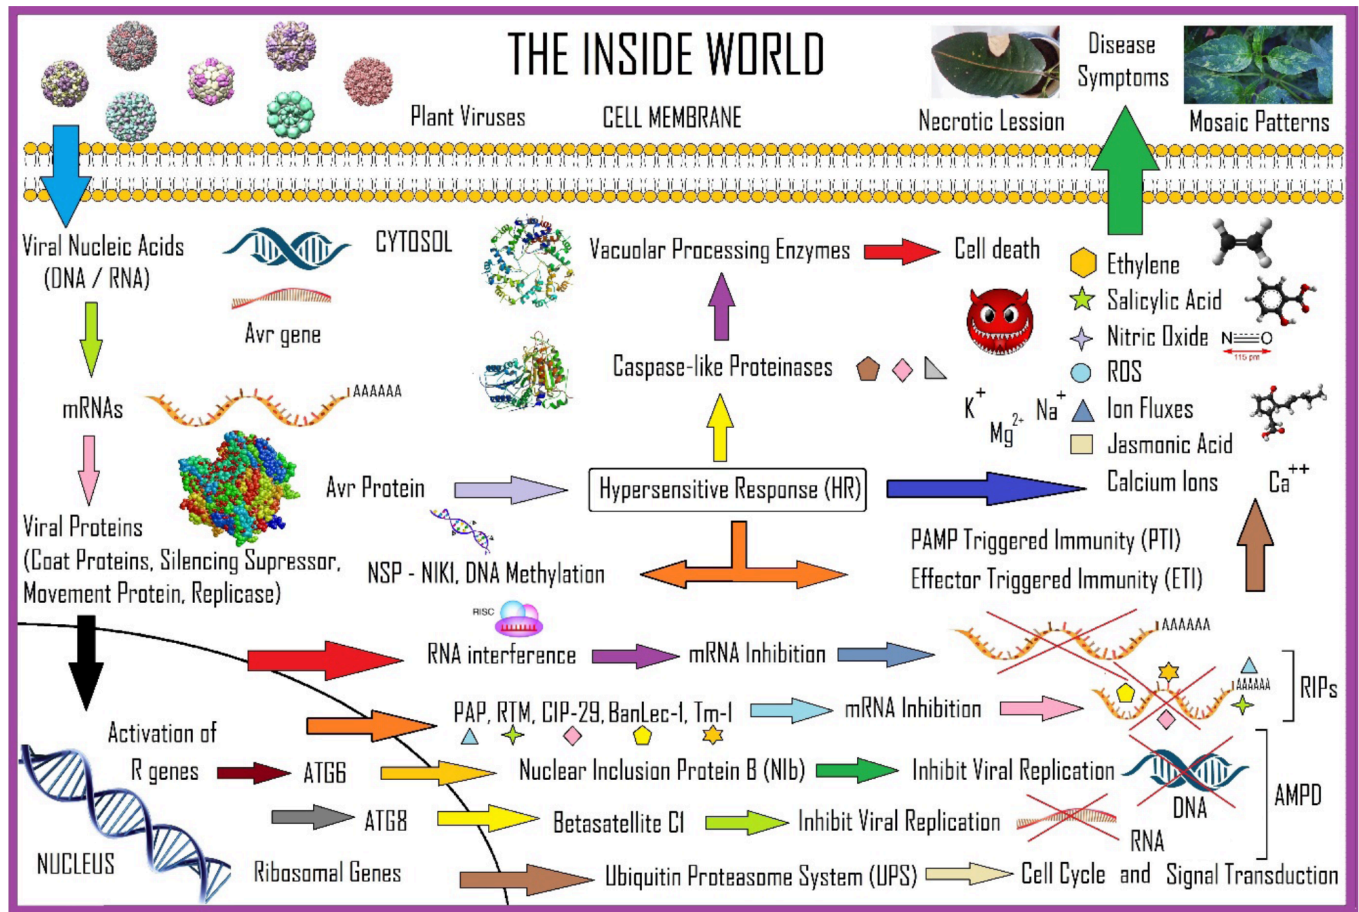 THE INSIDE WORLD
Plant Viruses
CELL MEMBRANE
Necrotic Lession
Disease
Symptoms
Mosaic Patterns
Viral Nucleic Acids
(DNA / RNA)
CYTOSOL
Avr gene
Vacuolar Processing Enzymes
Cell death
Ethylene
Salicylic Acid
Nitric Oxide
N O
115 pm
ROS
Ion Fluxes
Jasmonic Acid
Calcium Ions
Ca++
K+
Mg2+
Na+
Caspase-like Proteinases
mRNAs
AAAAAA
Avr Protein
Hypersensitive Response (HR)
Viral Proteins
(Coat Proteins, Silencing Supressor,
Movement Protein, Replicase)
NSP - NIK1, DNA Methylation
PAMP Triggered Immunity (PTI)
Effector Triggered Immunity (ETI)
RISC
RNA interference
mRNA Inhibition
AAAAAA
PAP, RTM, CIP-29, BanLec-1, Tm-1
mRNA Inhibition
AAAAAA
RIPs
Activation of
R genes
ATG6
Nuclear Inclusion Protein B (NIb)
Inhibit Viral Replication
DNA
AMPD
ATG8
Betasatellite C1
Inhibit Viral Replication
RNA
NUCLEUS
Ribosomal Genes
Ubiquitin Proteasome System (UPS)
Cell Cycle and Signal Transduction